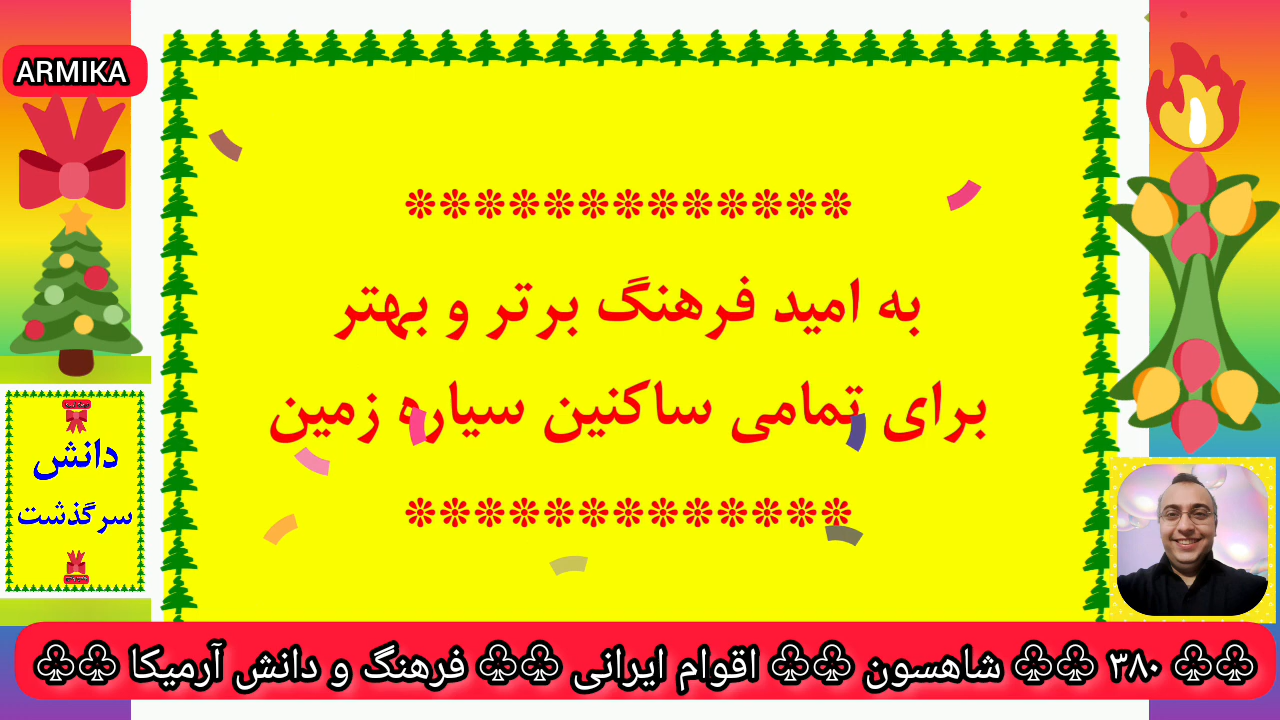 ARMIKA
❊❊❊❊❊❊❊❊❊❊❊❊❊
به امید فرهنگ برتر و بهتر
برای تمامی ساکنین سیاره زمین
❊❊❊❊❊❊❊❊❊❊❊❊❊
دانش
سرگذشت
♧♧ ۳۸۰ ♧♧ شاهسون ♧♧ اقوام ایرانی ♧♧ فرهنگ و دانش آرمیکا ♧♧